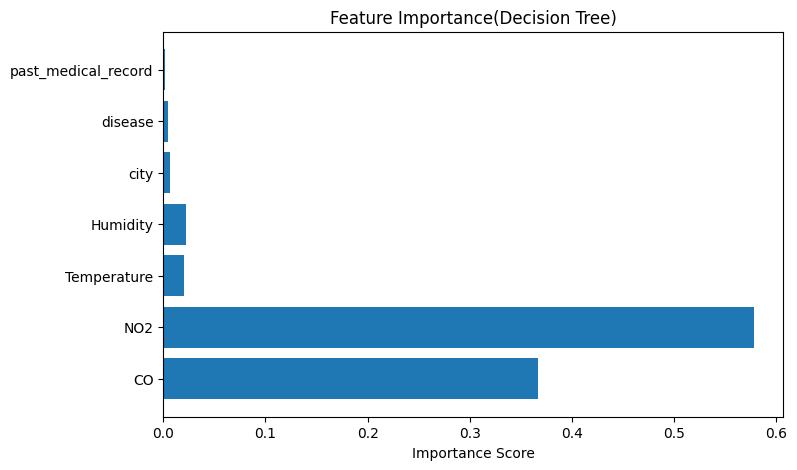 Feature Importance(Decision Tree)
past_medical_record
disease
city
Humidity
Temperature
NO2
CO
0.0 0.1 0.2 0.3 0.4 0.5 0.6
Importance Score